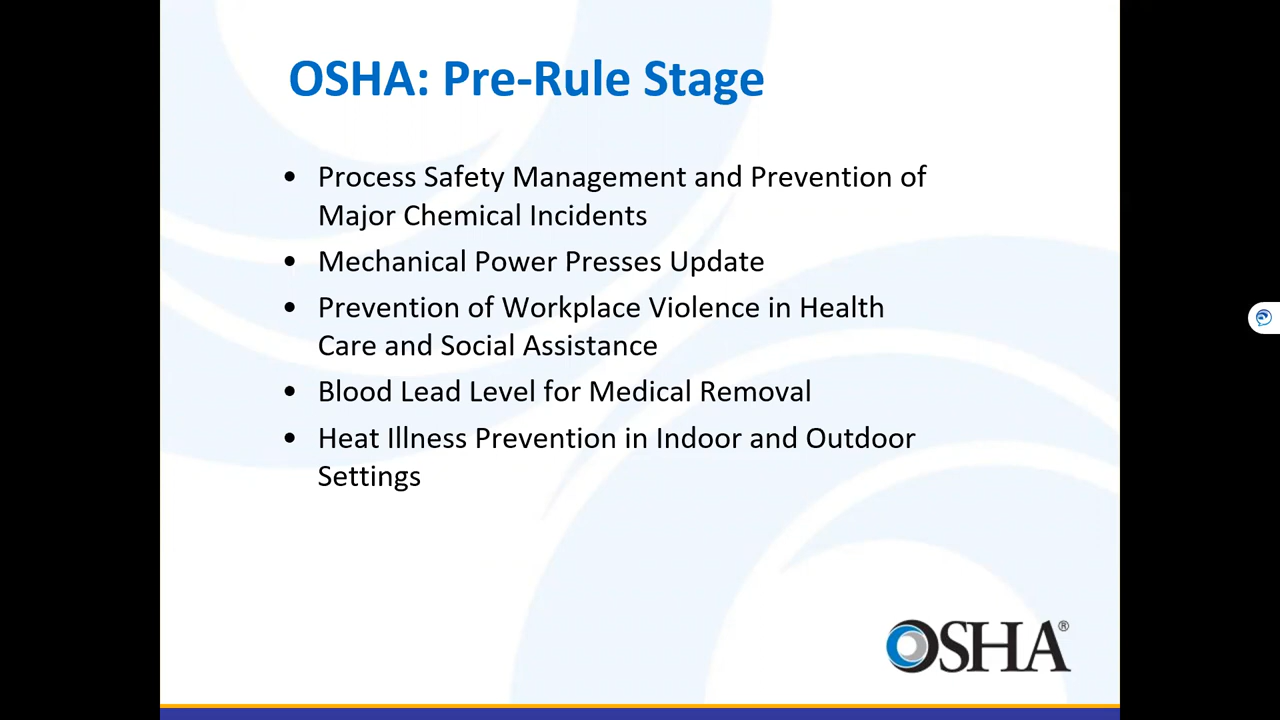 OSHA: Pre-Rule Stage
• Process Safety Management and Prevention of
Major Chemical Incidents
• Mechanical Power Presses Update
• Prevention of Workplace Violence in Health
Care and Social Assistance
• Blood Lead Level for Medical Removal
• Heat Illness Prevention in Indoor and Outdoor
Settings
OSHA®